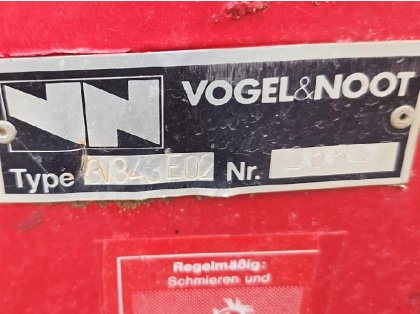 VN
VOGEL&NOOT
Type Nr.
Regelmäßig:
Schmieren und